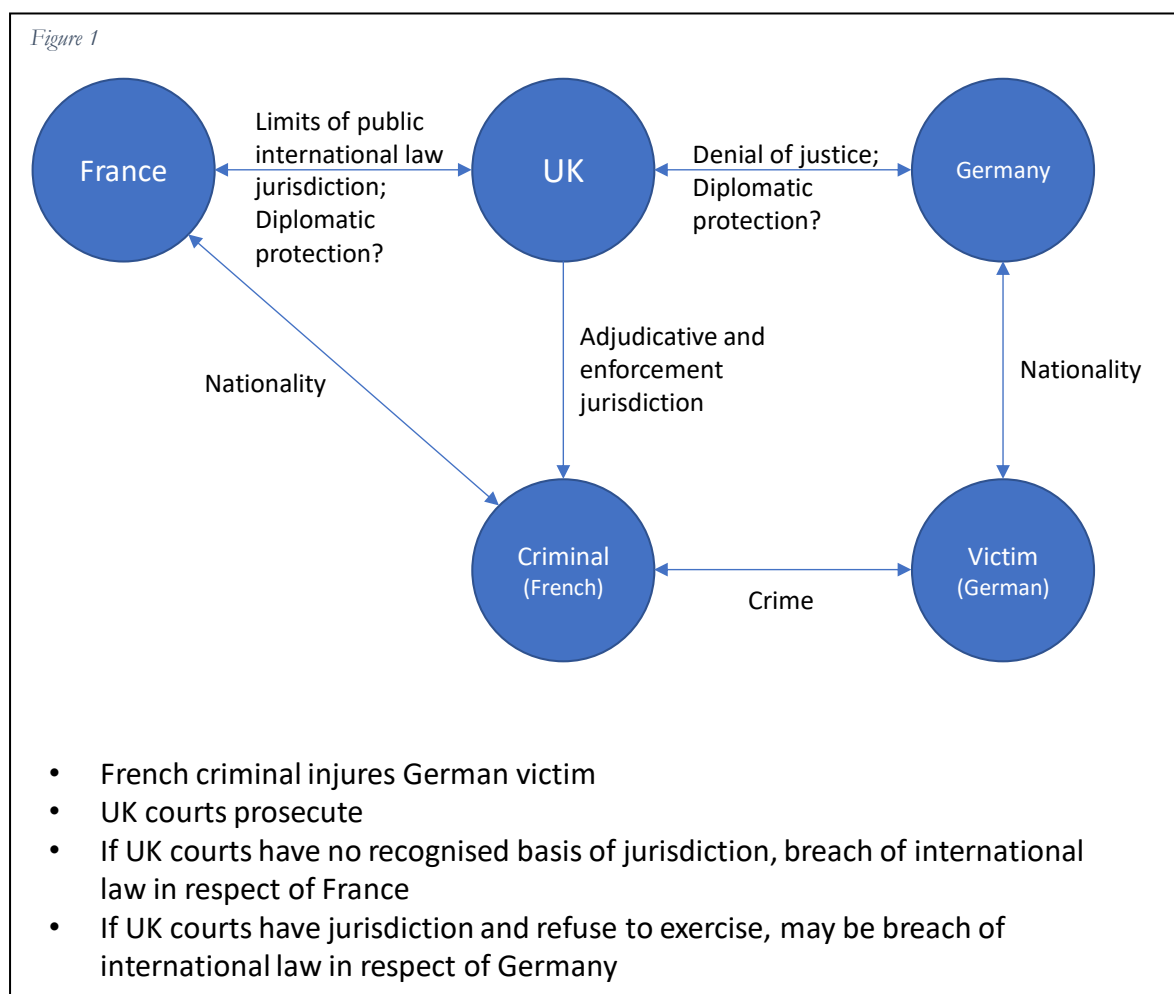 Figure 1
Limits of public
international law
jurisdiction;
Diplomatic
protection?
France
UK
Denial of justice;
Diplomatic
protection?
Germany
Nationality
Adjudicative and
enforcement
jurisdiction
Nationality
Criminal
(French)
Crime
Victim
(German)
• French criminal injures German victim
• UK courts prosecute
• If UK courts have no recognised basis of jurisdiction, breach of international
law in respect of France
• If UK courts have jurisdiction and refuse to exercise, may be breach of
international law in respect of Germany